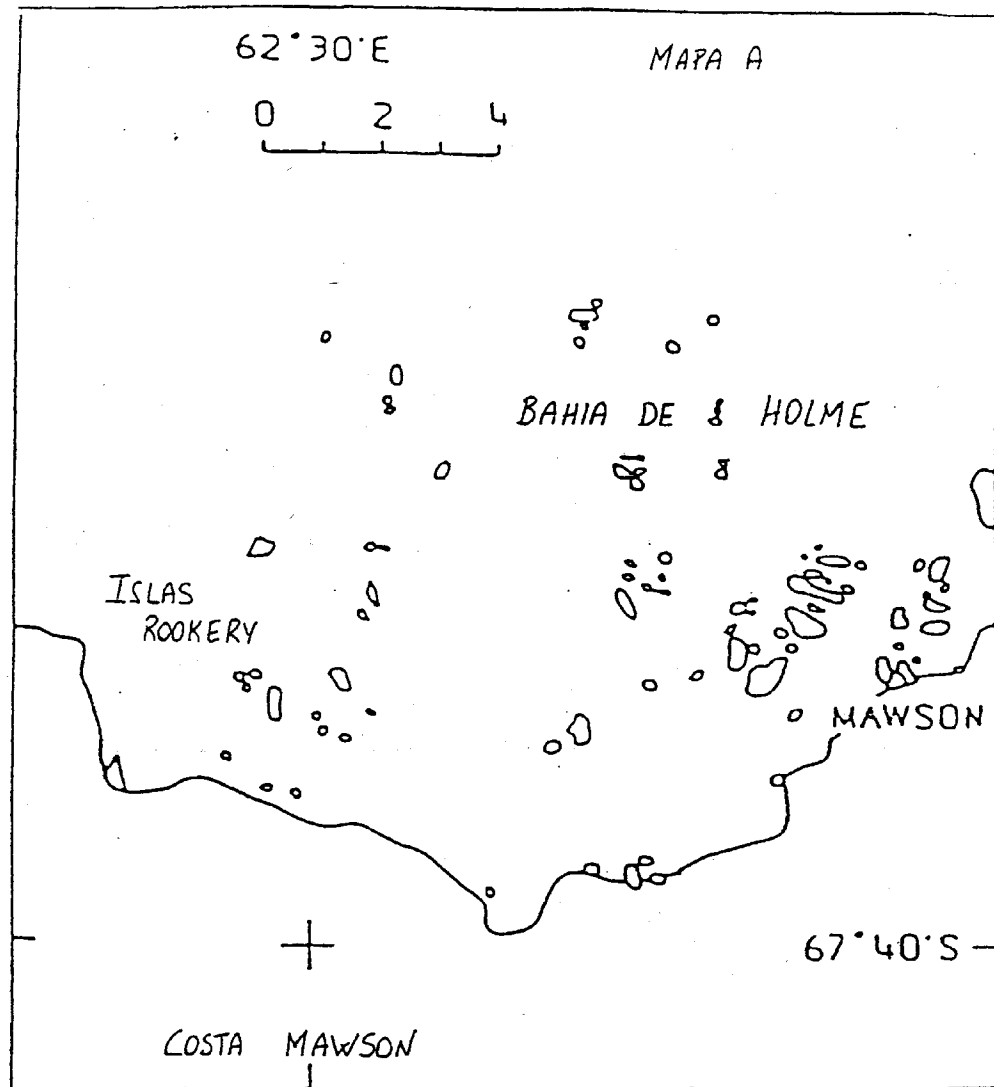 62°30'E
MAPA A
0 2 4
BAHIA DE HOLME
ISLAS
ROOKERY
MAWSON
67°40'S
COSTA MAWSON